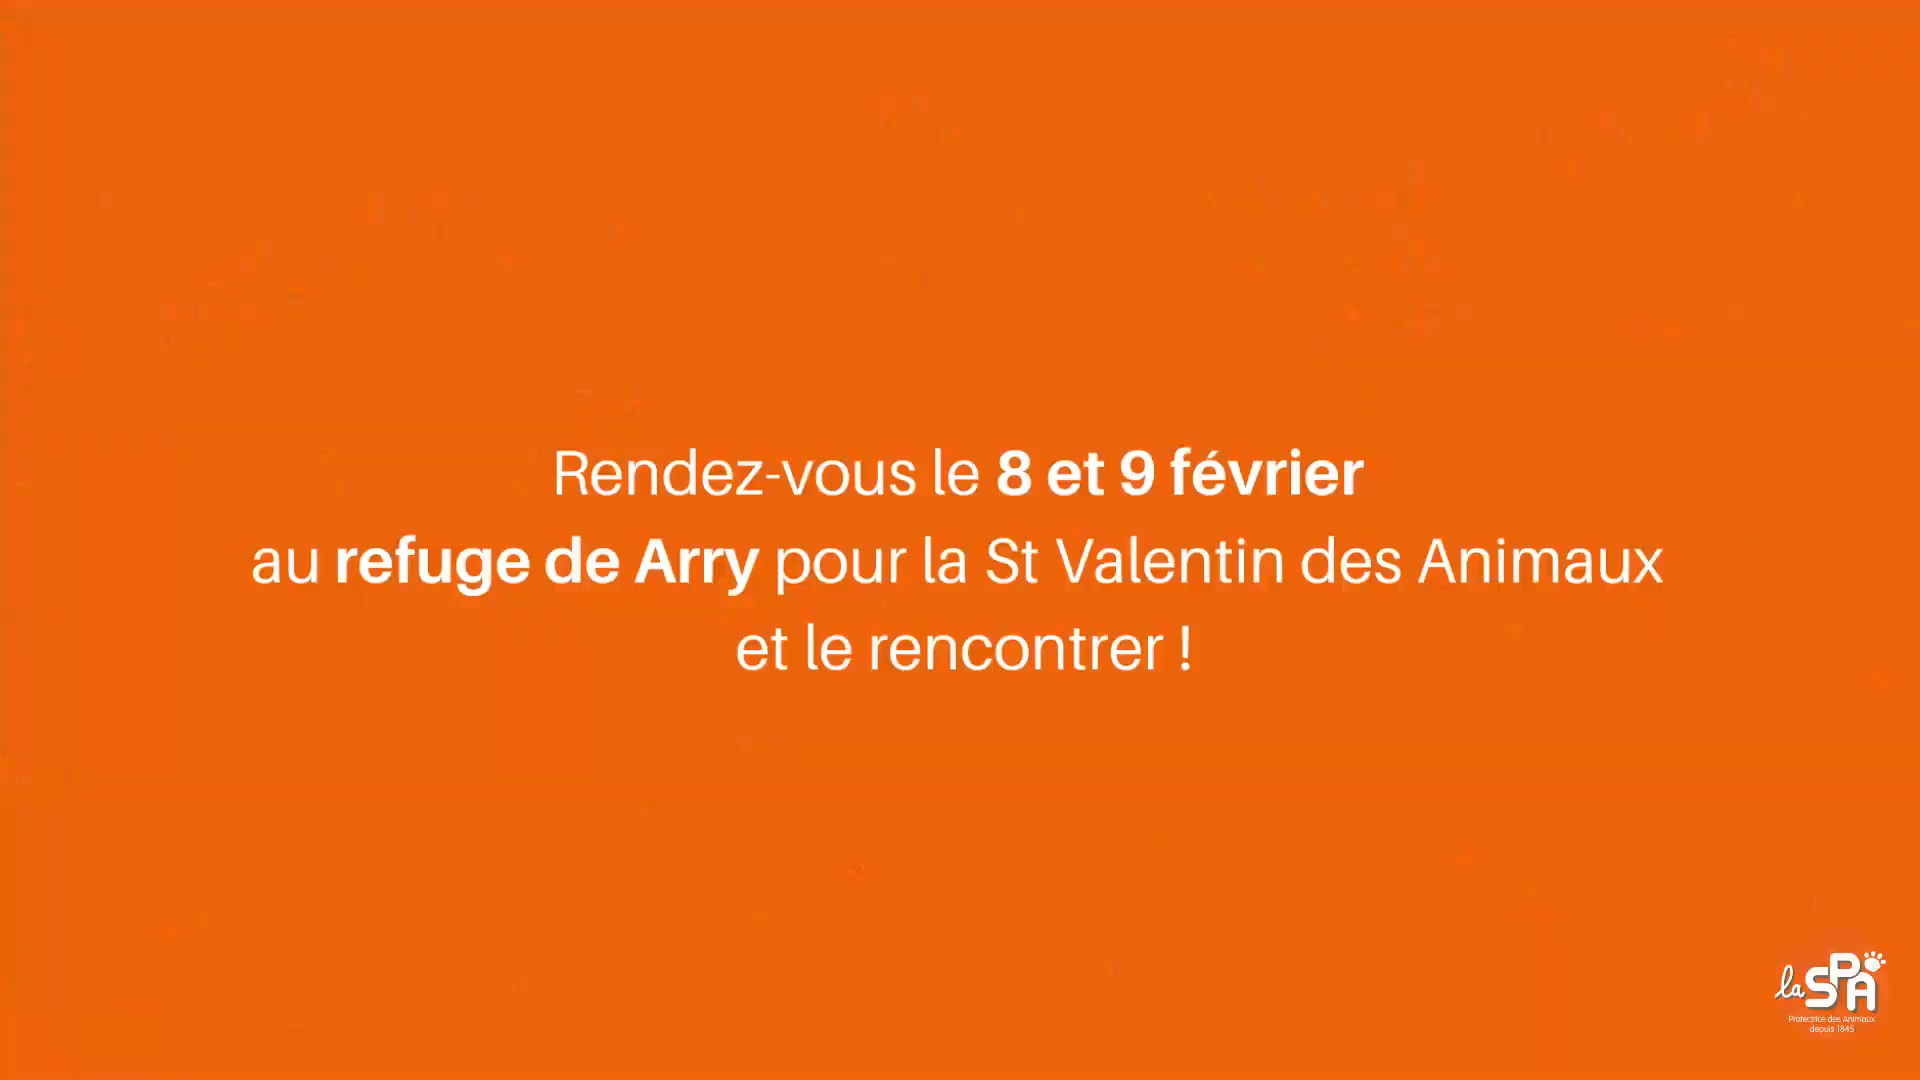 Rendez-vous le 8 et 9 février
au refuge de Arry pour la St Valentin des Animaux
et le rencontrer !
la SPA
Protectrice des Animaux
depuis 1845